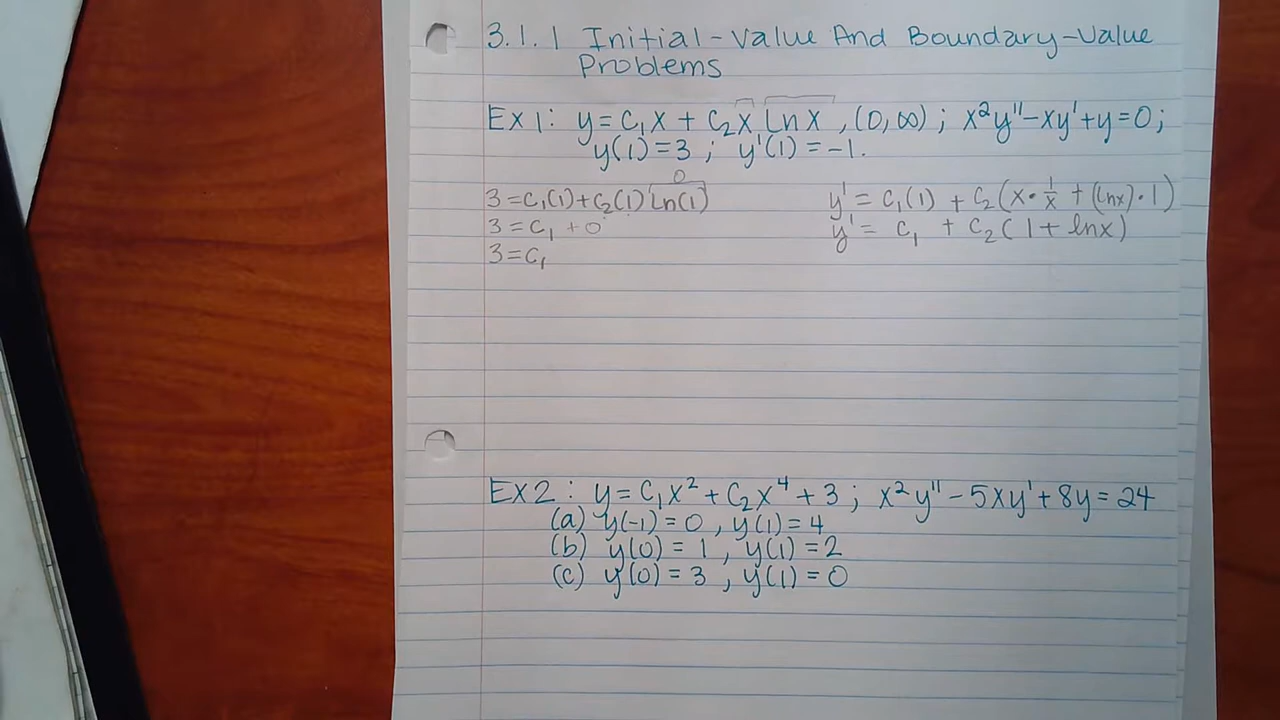 3.1.1 Initial-Value And Boundary-Value
Problems
Ex1: y = c₁x + c₂x ln x, (0, ∞); x²y'' - xy' + y = 0;
y(1) = 3; y'(1) = -1.
0
3 = c₁(1) + c₂(1) ln(1)
3 = c₁ + 0
3 = c₁
y' = c₁(1) + c₂(x · 1/x + (ln x) · 1)
y' = c₁ + c₂(1 + ln x)
Ex2: y = c₁x² + c₂x⁴ + 3; x²y'' - 5xy' + 8y = 24
(a) y(-1) = 0, y(1) = 4
(b) y(0) = 1, y(1) = 2
(c) y(0) = 3, y(1) = 0